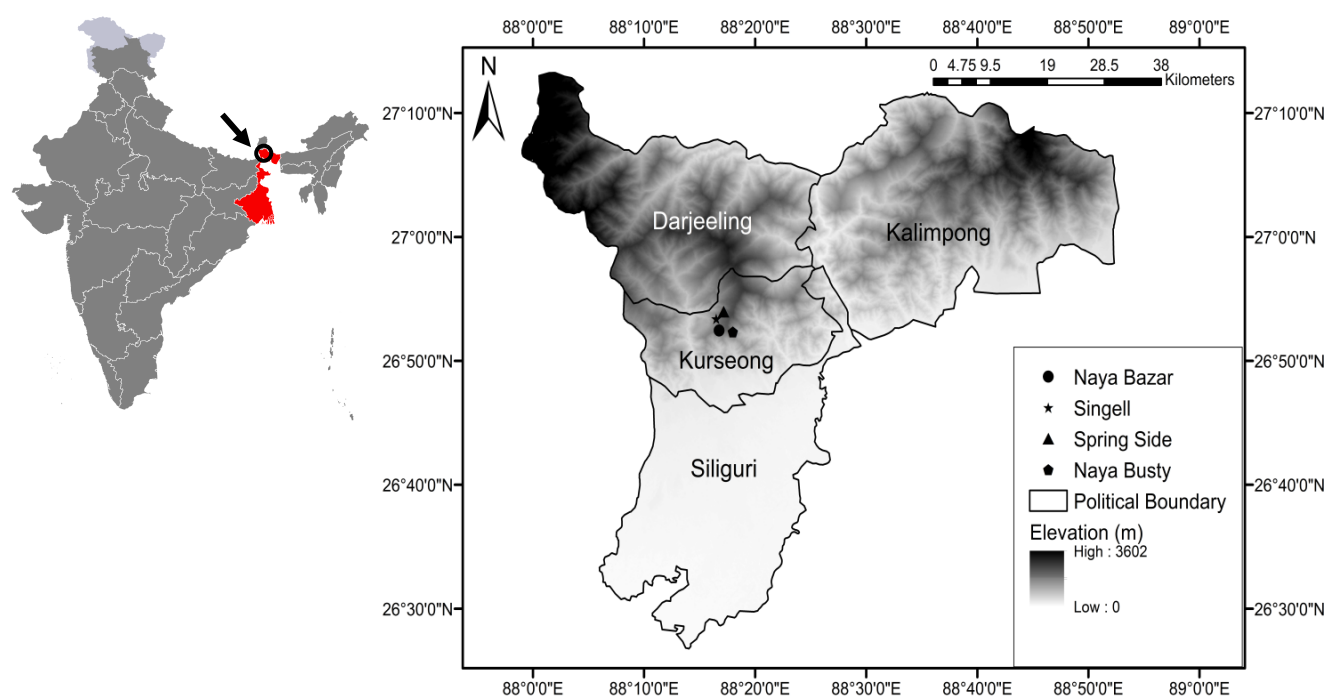 88°0'0"E 88°10'0"E 88°20'0"E 88°30'0"E 88°40'0"E 88°50'0"E 89°0'0"E
N
0 4.75 9.5 19 28.5 38
Kilometers
27°10'0"N 27°10'0"N
Darjeeling
Kalimpong
27°0'0"N 27°0'0"N
26°50'0"N 26°50'0"N
Kurseong
Naya Bazar
Singell
Spring Side
Siliguri
Naya Busty
26°40'0"N 26°40'0"N
Political Boundary
Elevation (m)
High : 3602
Low : 0
26°30'0"N 26°30'0"N
88°0'0"E 88°10'0"E 88°20'0"E 88°30'0"E 88°40'0"E 88°50'0"E 89°0'0"E